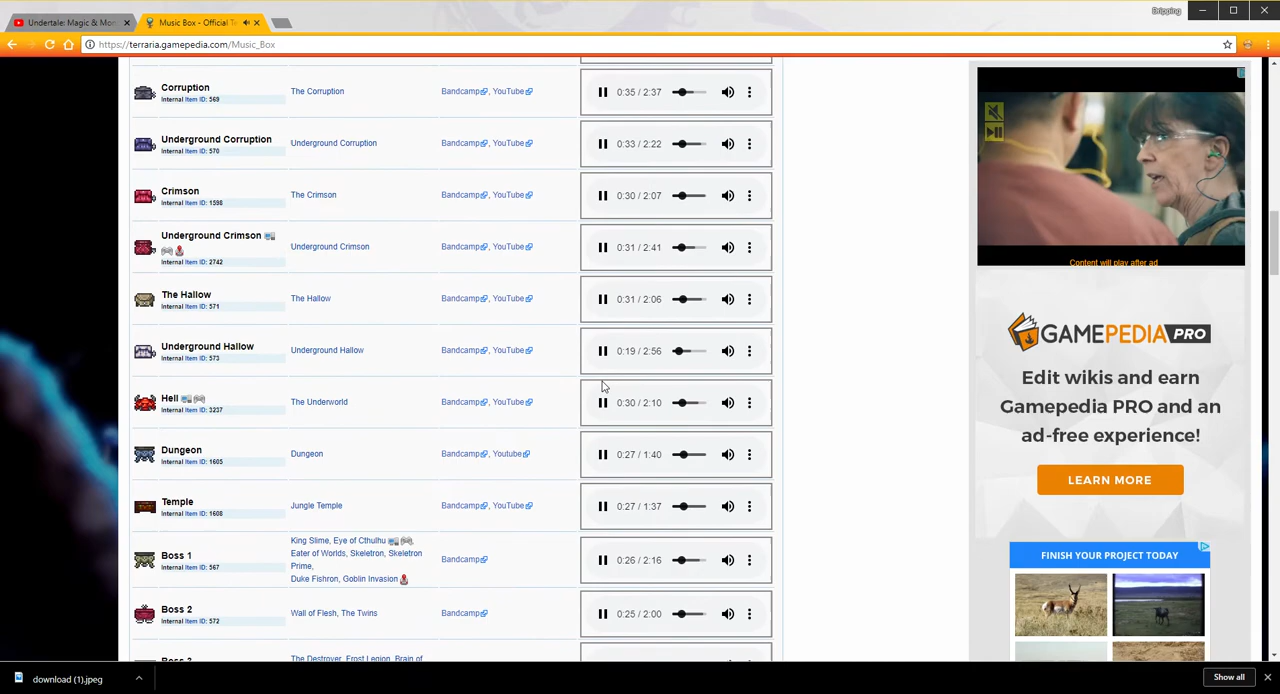 Dripping
Undertale: Magic & Mon
Music Box - Official Te
https://terraria.gamepedia.com/Music_Box
Corruption
Internal Item ID: 569
The Corruption
Bandcamp, YouTube
0:35 / 2:37
Underground Corruption
Internal Item ID: 570
Underground Corruption
Bandcamp, YouTube
0:33 / 2:22
Crimson
Internal Item ID: 1598
The Crimson
Bandcamp, YouTube
0:30 / 2:07
Underground Crimson
Internal Item ID: 2742
Underground Crimson
Bandcamp, YouTube
0:31 / 2:41
The Hallow
Internal Item ID: 571
The Hallow
Bandcamp, YouTube
0:31 / 2:06
Underground Hallow
Internal Item ID: 573
Underground Hallow
Bandcamp, YouTube
0:19 / 2:56
Hell
Internal Item ID: 3237
The Underworld
Bandcamp, YouTube
0:30 / 2:10
Dungeon
Internal Item ID: 1605
Dungeon
Bandcamp, Youtube
0:27 / 1:40
Temple
Internal Item ID: 1608
Jungle Temple
Bandcamp, YouTube
0:27 / 1:37
Boss 1
Internal Item ID: 567
King Slime, Eye of Cthulhu
Eater of Worlds, Skeletron, Skeletron
Prime,
Duke Fishron, Goblin Invasion
Bandcamp
0:26 / 2:16
Boss 2
Internal Item ID: 572
Wall of Flesh, The Twins
Bandcamp
0:25 / 2:00
Boss 3
The Destroyer, Frost Legion, Brain of
Content will play after ad
GAMEPEDIA PRO
Edit wikis and earn
Gamepedia PRO and an
ad-free experience!
LEARN MORE
FINISH YOUR PROJECT TODAY
download (1).jpeg
Show all